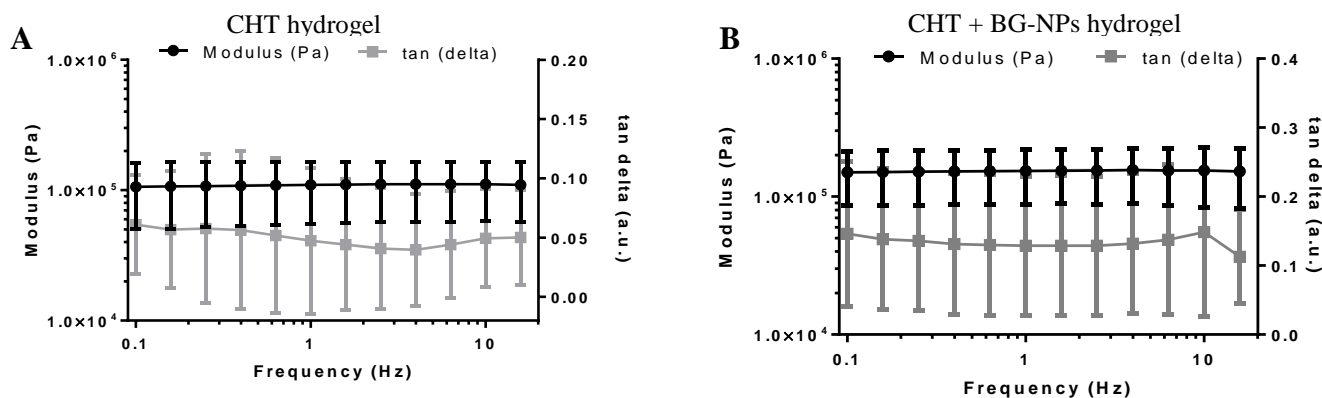 A
CHT hydrogel
Modulus (Pa)
tan (delta)
1.0×10⁶
1.0×10⁵
1.0×10⁴
Modulus (Pa)
0.20
0.15
0.10
0.05
0.00
tan delta (a.u.)
0.1
1
10
Frequency (Hz)
B
CHT + BG-NPs hydrogel
Modulus (Pa)
tan (delta)
1.0×10⁶
1.0×10⁵
1.0×10⁴
Modulus (Pa)
0.4
0.3
0.2
0.1
0.0
tan delta (a.u.)
0.1
1
10
Frequency (Hz)